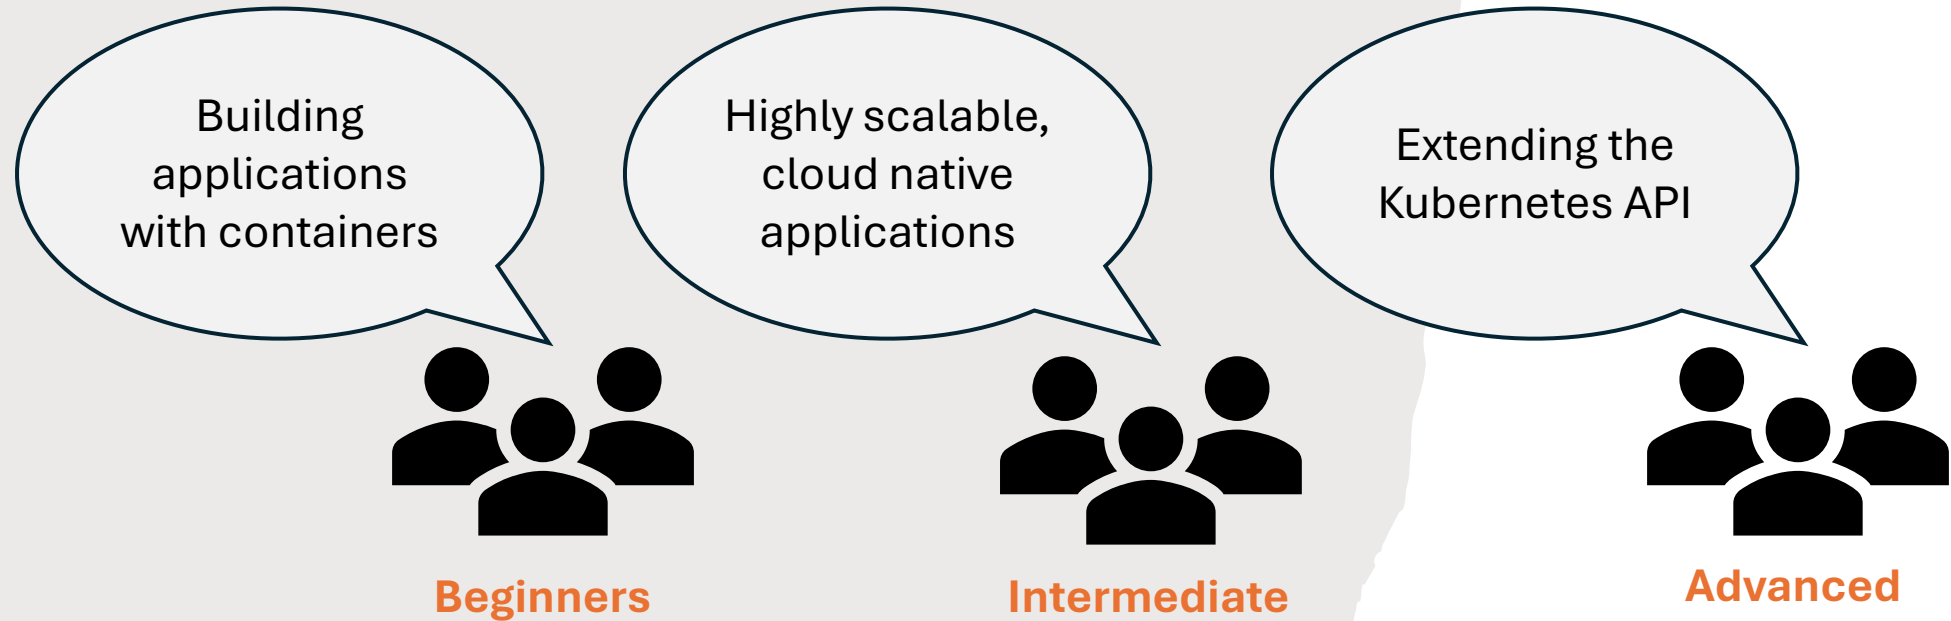 Building
applications
with containers
Highly scalable,
cloud native
applications
Extending the
Kubernetes API
Beginners
Intermediate
Advanced